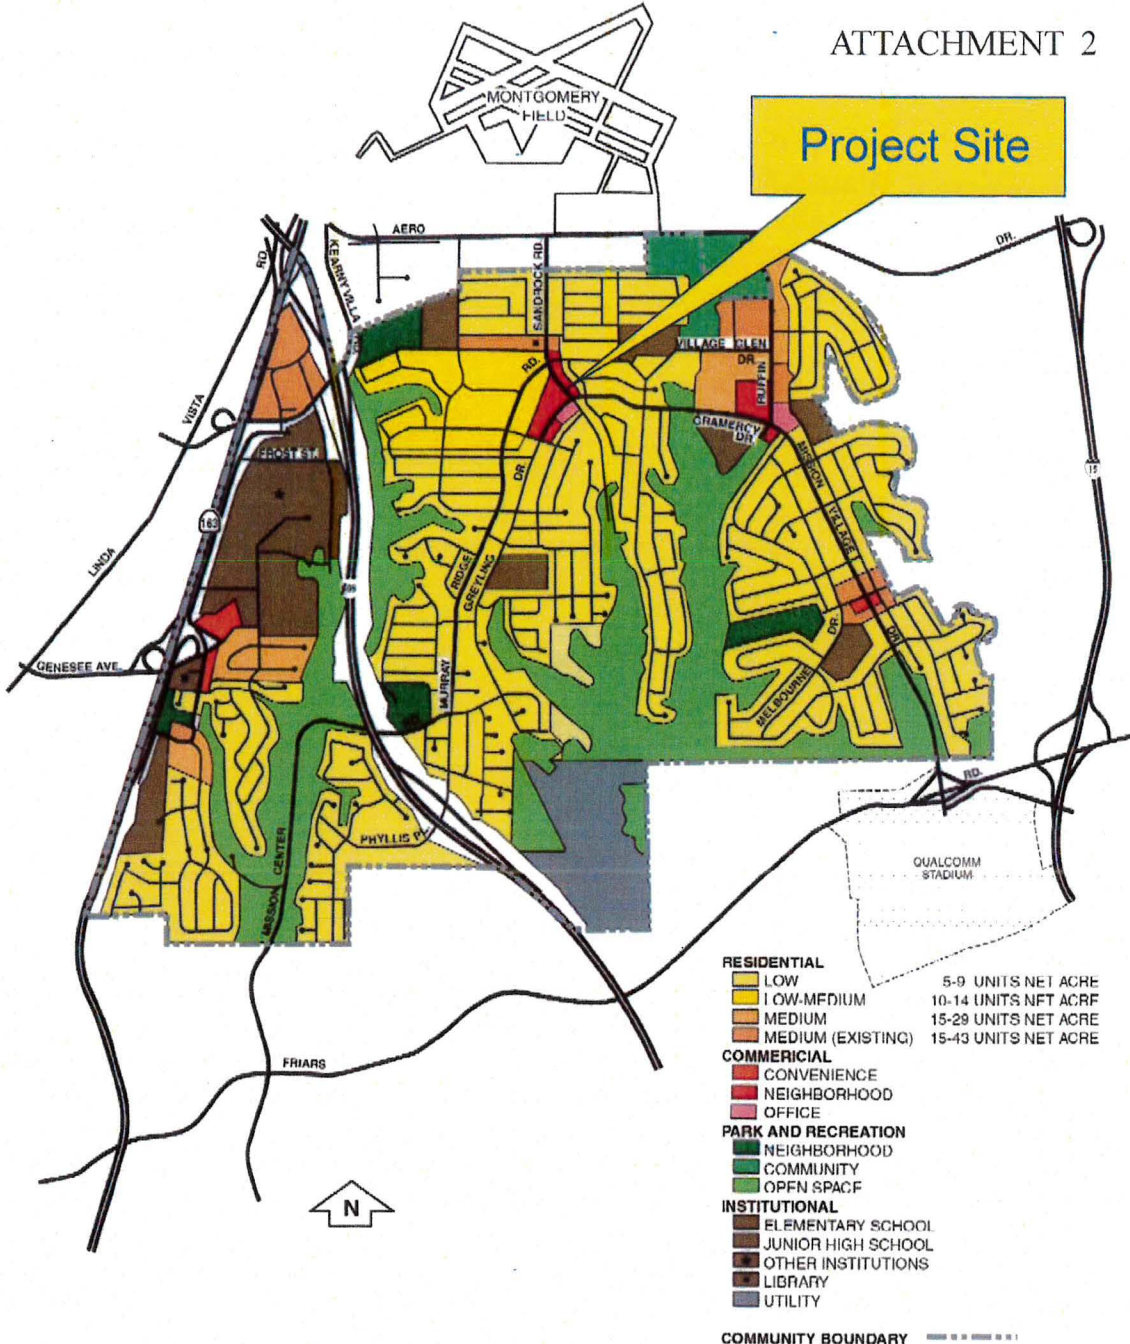 ATTACHMENT 2
MONTGOMERY
FIELD
Project Site
AERO
DR.
RD.
KEARNY VILLA
SANDROCK RD.
VILLAGE GLEN
DR.
RUFFIN
RD.
VISTA
GRAMERCY
DR.
MISSION
15
FROST ST.
DR.
163
VILLAGE
LINDA
RIDGE
GREYLING
805
GENESEE AVE.
MURRAY
DR.
DR.
MELBOURNE
RD.
PHYLLIS PL.
CENTER
MISSION
QUALCOMM
STADIUM
FRIARS
N
RESIDENTIAL
LOW 5-9 UNITS NET ACRE
LOW-MEDIUM 10-14 UNITS NET ACRE
MEDIUM 15-29 UNITS NET ACRE
MEDIUM (EXISTING) 15-43 UNITS NET ACRE
COMMERICIAL
CONVENIENCE
NEIGHBORHOOD
OFFICE
PARK AND RECREATION
NEIGHBORHOOD
COMMUNITY
OPEN SPACE
INSTITUTIONAL
ELEMENTARY SCHOOL
JUNIOR HIGH SCHOOL
OTHER INSTITUTIONS
LIBRARY
UTILITY
COMMUNITY BOUNDARY